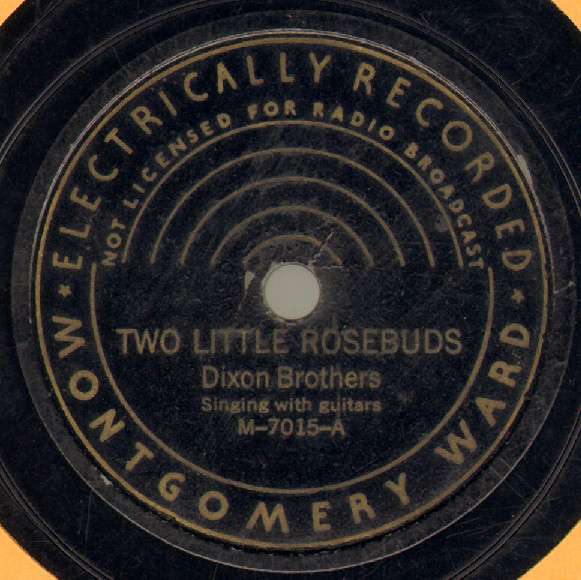 ELECTRICALLY RECORDED
NOT LICENSED FOR RADIO BROADCAST
TWO LITTLE ROSEBUDS
Dixon Brothers
Singing with guitars
M-7015-A
* MONTGOMERY WARD *